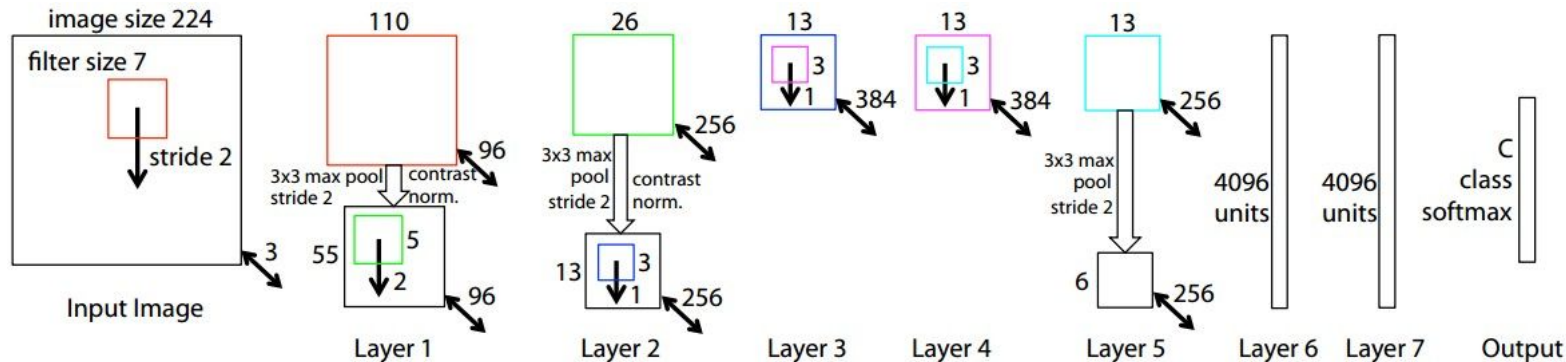 image size 224
filter size 7
stride 2
3
Input Image
110
96
3x3 max pool
stride 2
contrast
norm.
55
5
2
96
Layer 1
26
256
3x3 max
pool
stride 2
contrast
norm.
13
3
1
256
Layer 2
13
3
1
384
Layer 3
13
3
1
384
Layer 4
13
256
3x3 max
pool
stride 2
6
256
Layer 5
4096
units
Layer 6
4096
units
Layer 7
C
class
softmax
Output